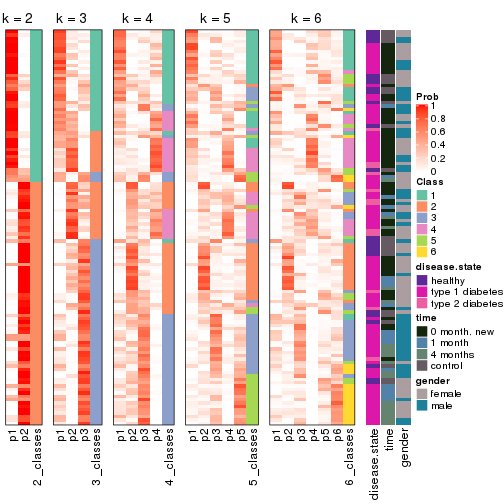 k = 2 k = 3 k = 4 k = 5 k = 6
Prob
1
0.8
0.6
0.4
0.2
0
Class
1
2
3
4
5
6
disease.state
healthy
type 1 diabetes
type 2 diabetes
time
0 month. new
1 month
4 months
control
gender
female
male
p1 p2 2_classes p1 p2 p3 3_classes p1 p2 p3 p4 4_classes p1 p2 p3 p4 p5 5_classes p1 p2 p3 p4 p5 p6 6_classes disease.state time gender